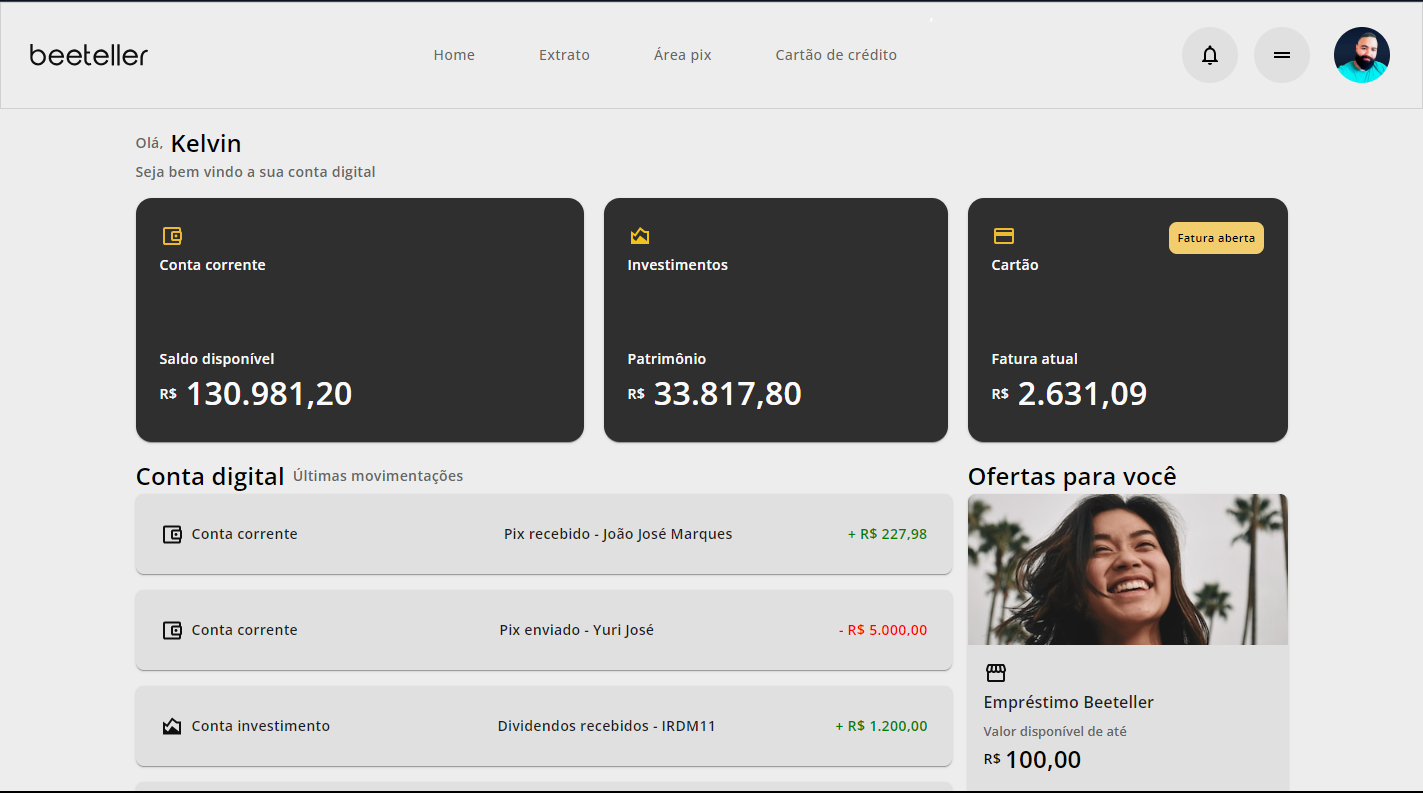 beeteller
Home
Extrato
Área pix
Cartão de crédito
Olá, Kelvin
Seja bem vindo a sua conta digital
Conta corrente
Saldo disponível
R$ 130.981,20
Investimentos
Patrimônio
R$ 33.817,80
Fatura aberta
Cartão
Fatura atual
R$ 2.631,09
Conta digital Últimas movimentações
Conta corrente Pix recebido - João José Marques + R$ 227,98
Conta corrente Pix enviado - Yuri José - R$ 5.000,00
Conta investimento Dividendos recebidos - IRDM11 + R$ 1.200,00
Ofertas para você
Empréstimo Beeteller
Valor disponível de até
R$ 100,00